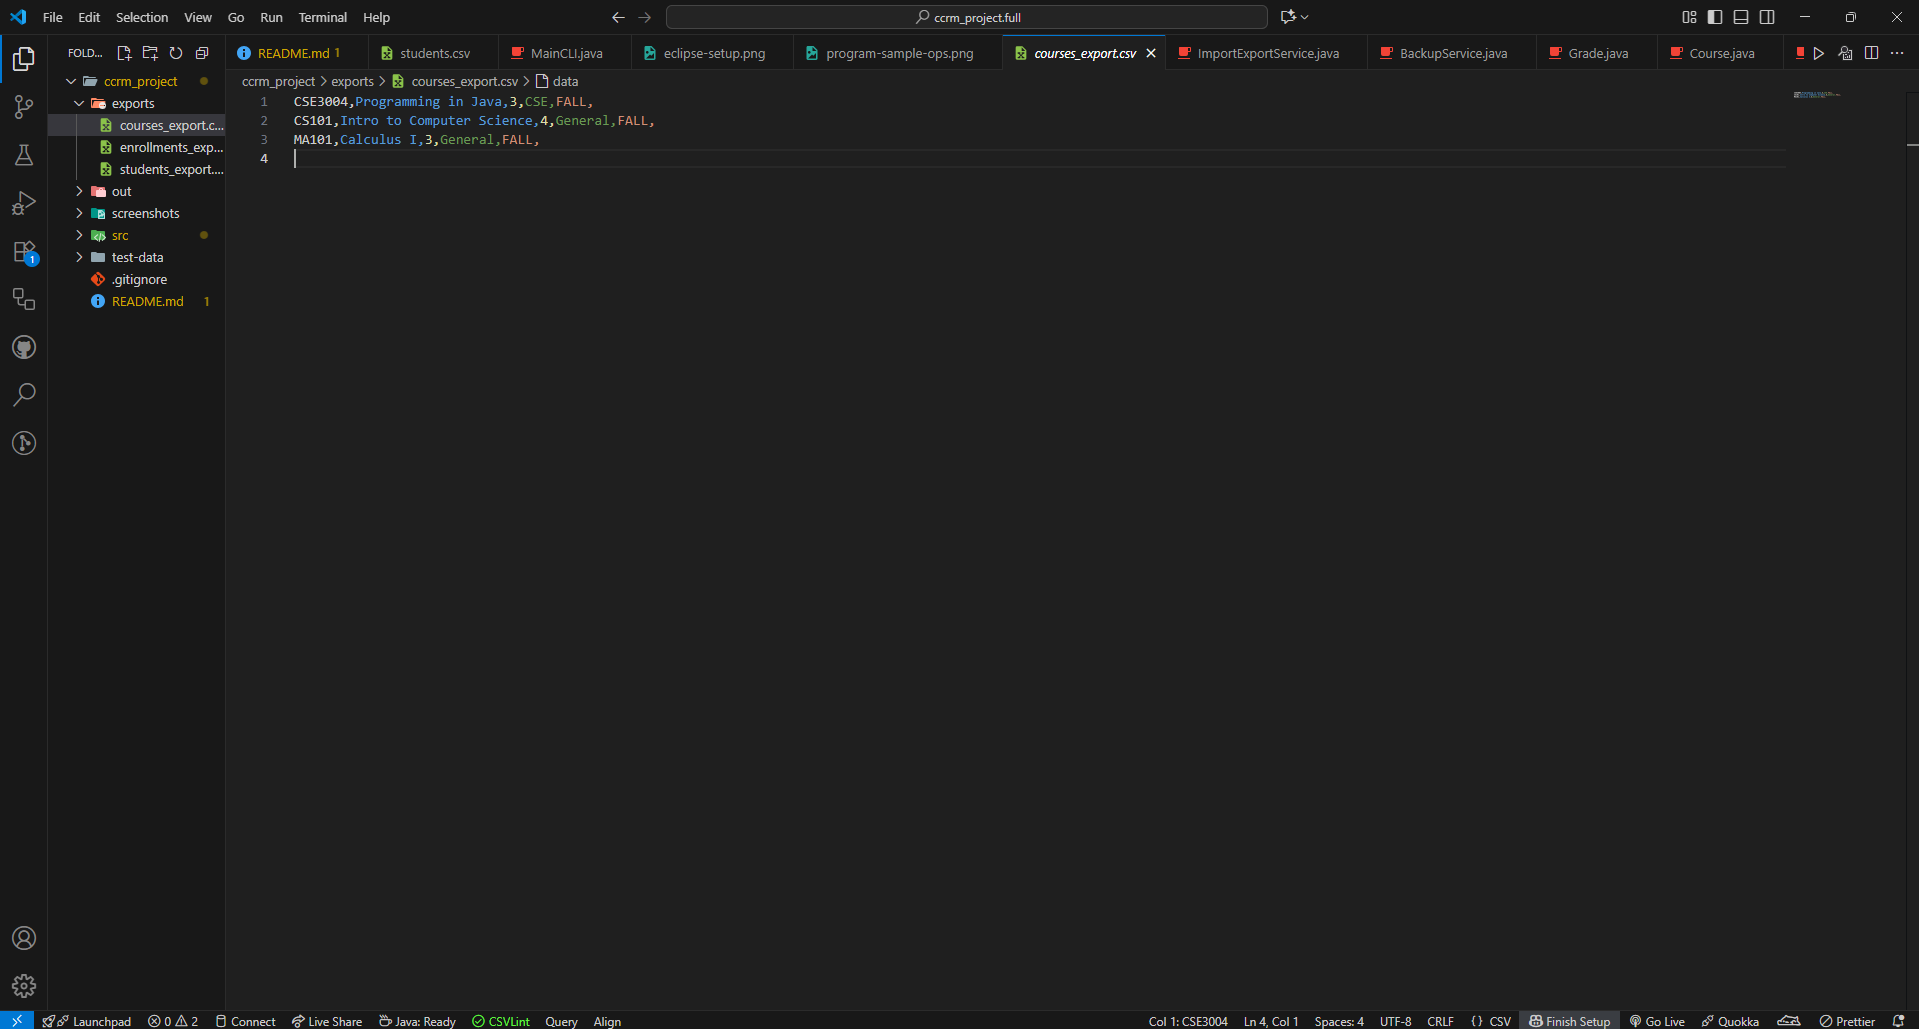 File Edit Selection View Go Run Terminal Help
ccrm_project.full
FOLD...
README.md 1
students.csv
MainCLI.java
eclipse-setup.png
program-sample-ops.png
courses_export.csv
ImportExportService.java
BackupService.java
Grade.java
Course.java
ccrm_project
exports
courses_export.c...
enrollments_exp...
students_export....
out
screenshots
src
test-data
.gitignore
README.md 1
1
ccrm_project > exports > courses_export.csv > data
1 CSE3004,Programming in Java,3,CSE,FALL,
2 CS101,Intro to Computer Science,4,General,FALL,
3 MA101,Calculus I,3,General,FALL,
4
Launchpad 0 2 Connect Live Share Java: Ready CSVLint Query Align Col 1: CSE3004 Ln 4, Col 1 Spaces: 4 UTF-8 CRLF {} CSV Finish Setup Go Live Quokka Prettier